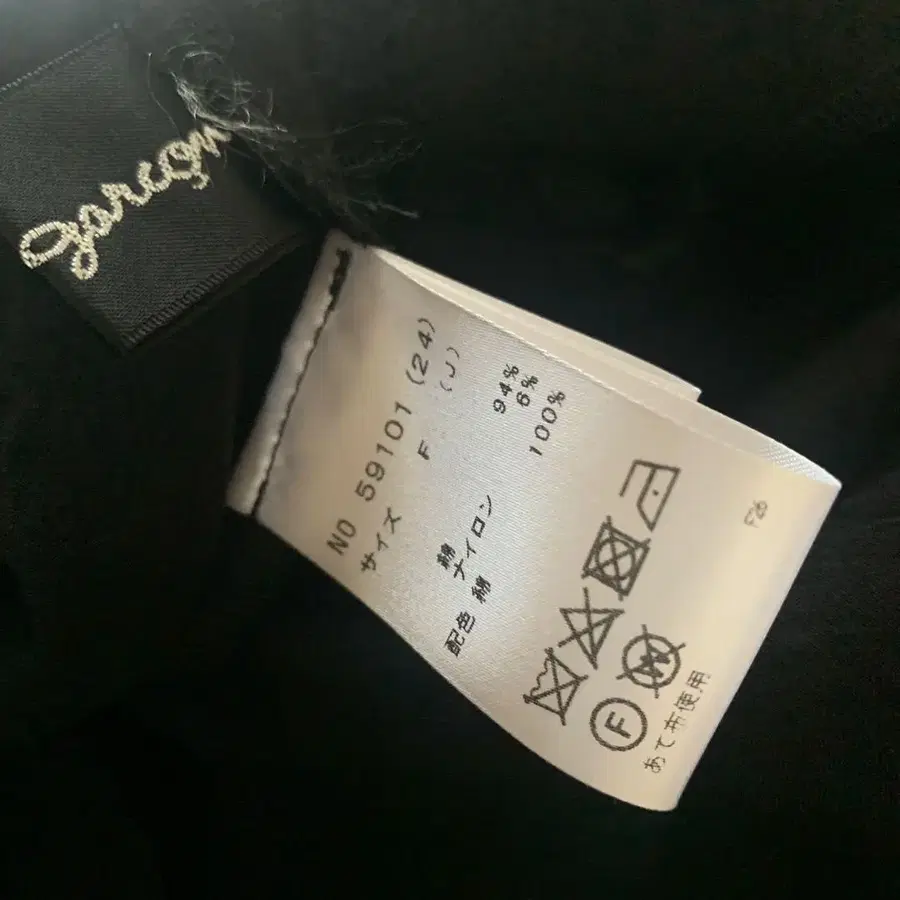 garçon
NO 59101 (24)
サイズ F (J)
綿 94%
ナイロン 6%
配色 綿 100%
F
W
あて布使用
F26